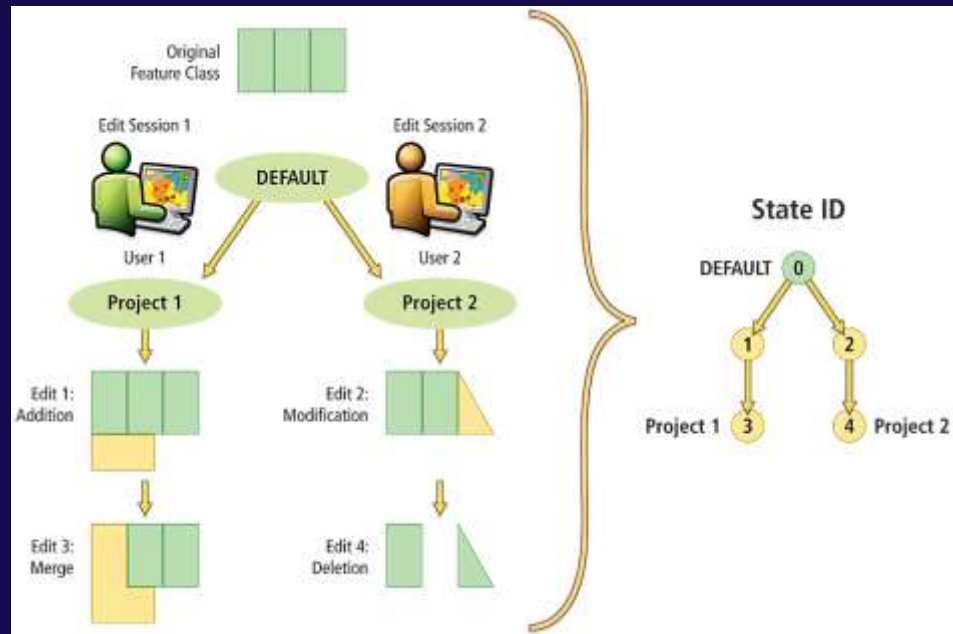 Original
Feature Class
Edit Session 1
Edit Session 2
DEFAULT
User 1
User 2
Project 1
Project 2
Edit 1:
Addition
Edit 2:
Modification
Edit 3:
Merge
Edit 4:
Deletion
State ID
DEFAULT 0
1 2
Project 1 3 4 Project 2